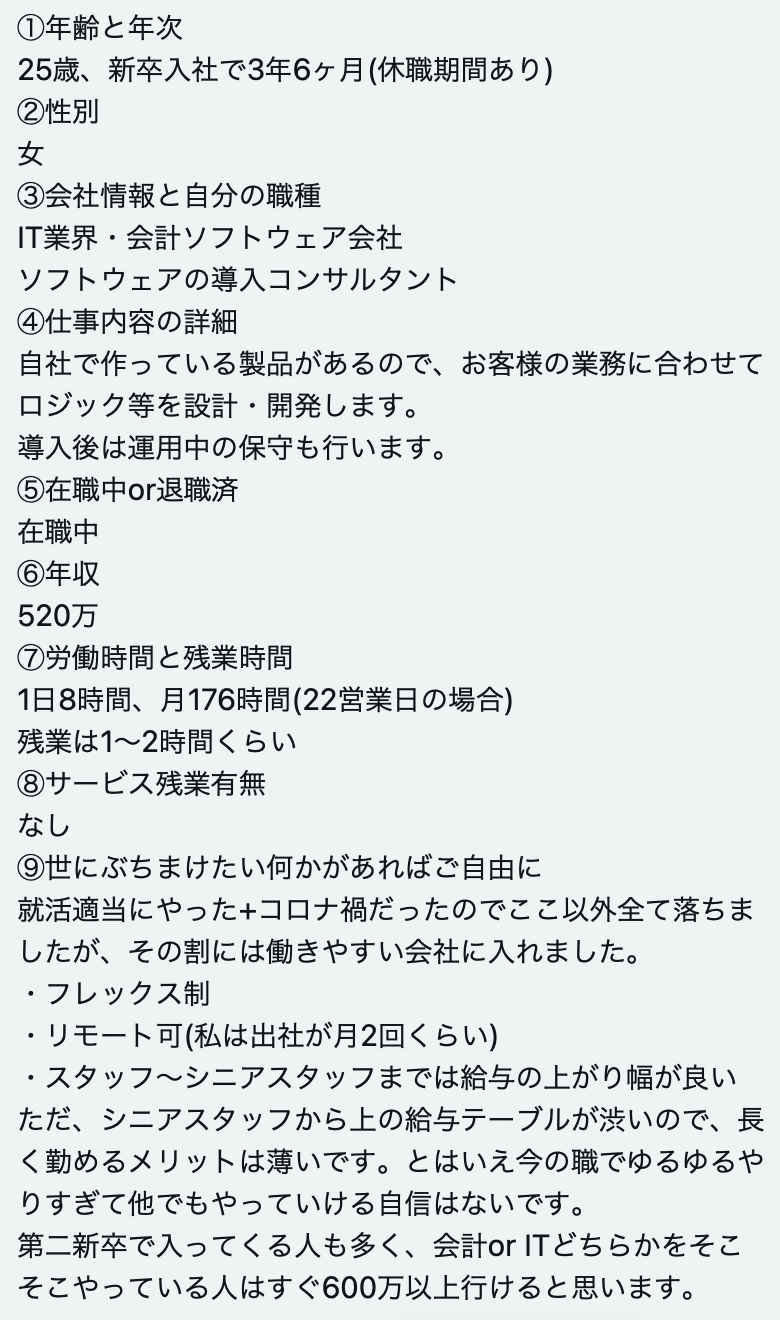 ①年齢と年次
25歳、新卒入社で3年6ヶ月(休職期間あり)
②性別
女
③会社情報と自分の職種
IT業界・会計ソフトウェア会社
ソフトウェアの導入コンサルタント
④仕事内容の詳細
自社で作っている製品があるので、お客様の業務に合わせて
ロジック等を設計・開発します。
導入後は運用中の保守も行います。
⑤在職中or退職済
在職中
⑥年収
520万
⑦労働時間と残業時間
1日8時間、月176時間(22営業日の場合)
残業は1〜2時間くらい
⑧サービス残業有無
なし
⑨世にぶちまけたい何かがあればご自由に
就活適当にやった+コロナ禍だったのでここ以外全て落ちま
したが、その割には働きやすい会社に入れました。
・フレックス制
・リモート可(私は出社が月2回くらい)
・スタッフ〜シニアスタッフまでは給与の上がり幅が良い
ただ、シニアスタッフから上の給与テーブルが渋いので、長
く勤めるメリットは薄いです。とはいえ今の職でゆるゆるや
りすぎて他でもやっていける自信はないです。
第二新卒で入ってくる人も多く、会計or ITどちらかをそこ
そこやっている人はすぐ600万以上行けると思います。